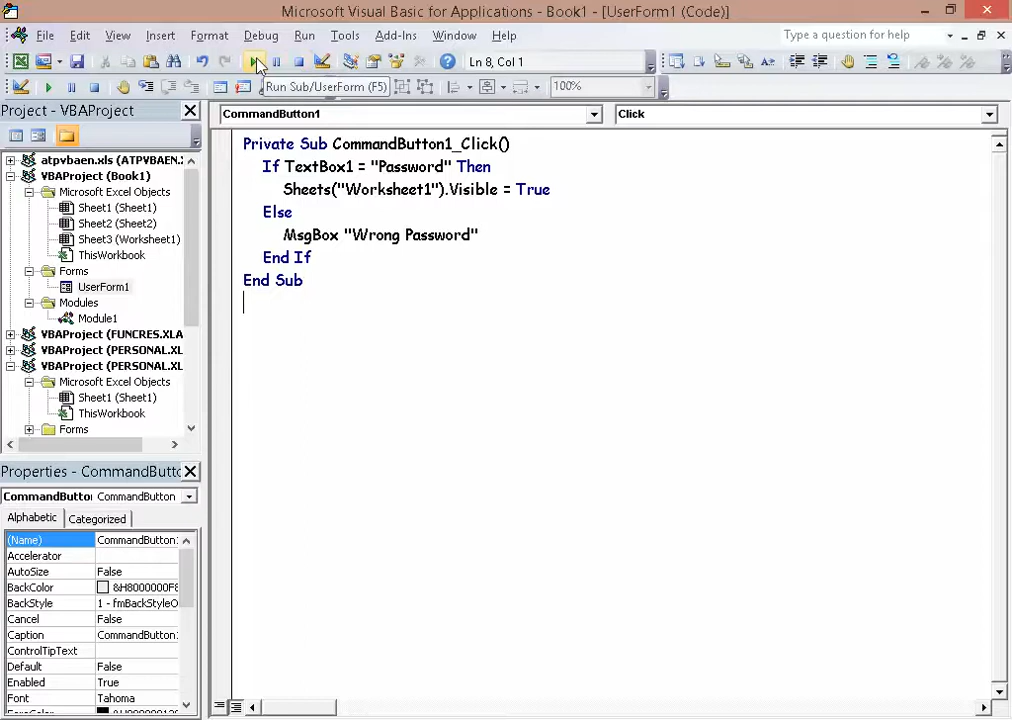 Microsoft Visual Basic for Applications - Book1 - [UserForm1 (Code)]
File Edit View Insert Format Debug Run Tools Add-Ins Window Help
Type a question for help
Ln 8, Col 1
Run Sub/UserForm (F5)
100%
Project - VBAProject
CommandButton1
Click
atpvbaen.xls (ATPVBAEN.
VBAProject (Book1)
Microsoft Excel Objects
Sheet1 (Sheet1)
Sheet2 (Sheet2)
Sheet3 (Worksheet1)
ThisWorkbook
Forms
UserForm1
Modules
Module1
VBAProject (FUNCRES.XLA
VBAProject (PERSONAL.XL
VBAProject (PERSONAL.XL
Microsoft Excel Objects
Sheet1 (Sheet1)
ThisWorkbook
Forms
Private Sub CommandButton1_Click()
If TextBox1 = "Password" Then
Sheets("Worksheet1").Visible = True
Else
MsgBox "Wrong Password"
End If
End Sub
Properties - CommandButto
CommandButto CommandButton
Alphabetic Categorized
(Name) CommandButton1
Accelerator
AutoSize False
BackColor &H8000000F&
BackStyle 1 - fmBackStyleO
Cancel False
Caption CommandButton1
ControlTipText
Default False
Enabled True
Font Tahoma